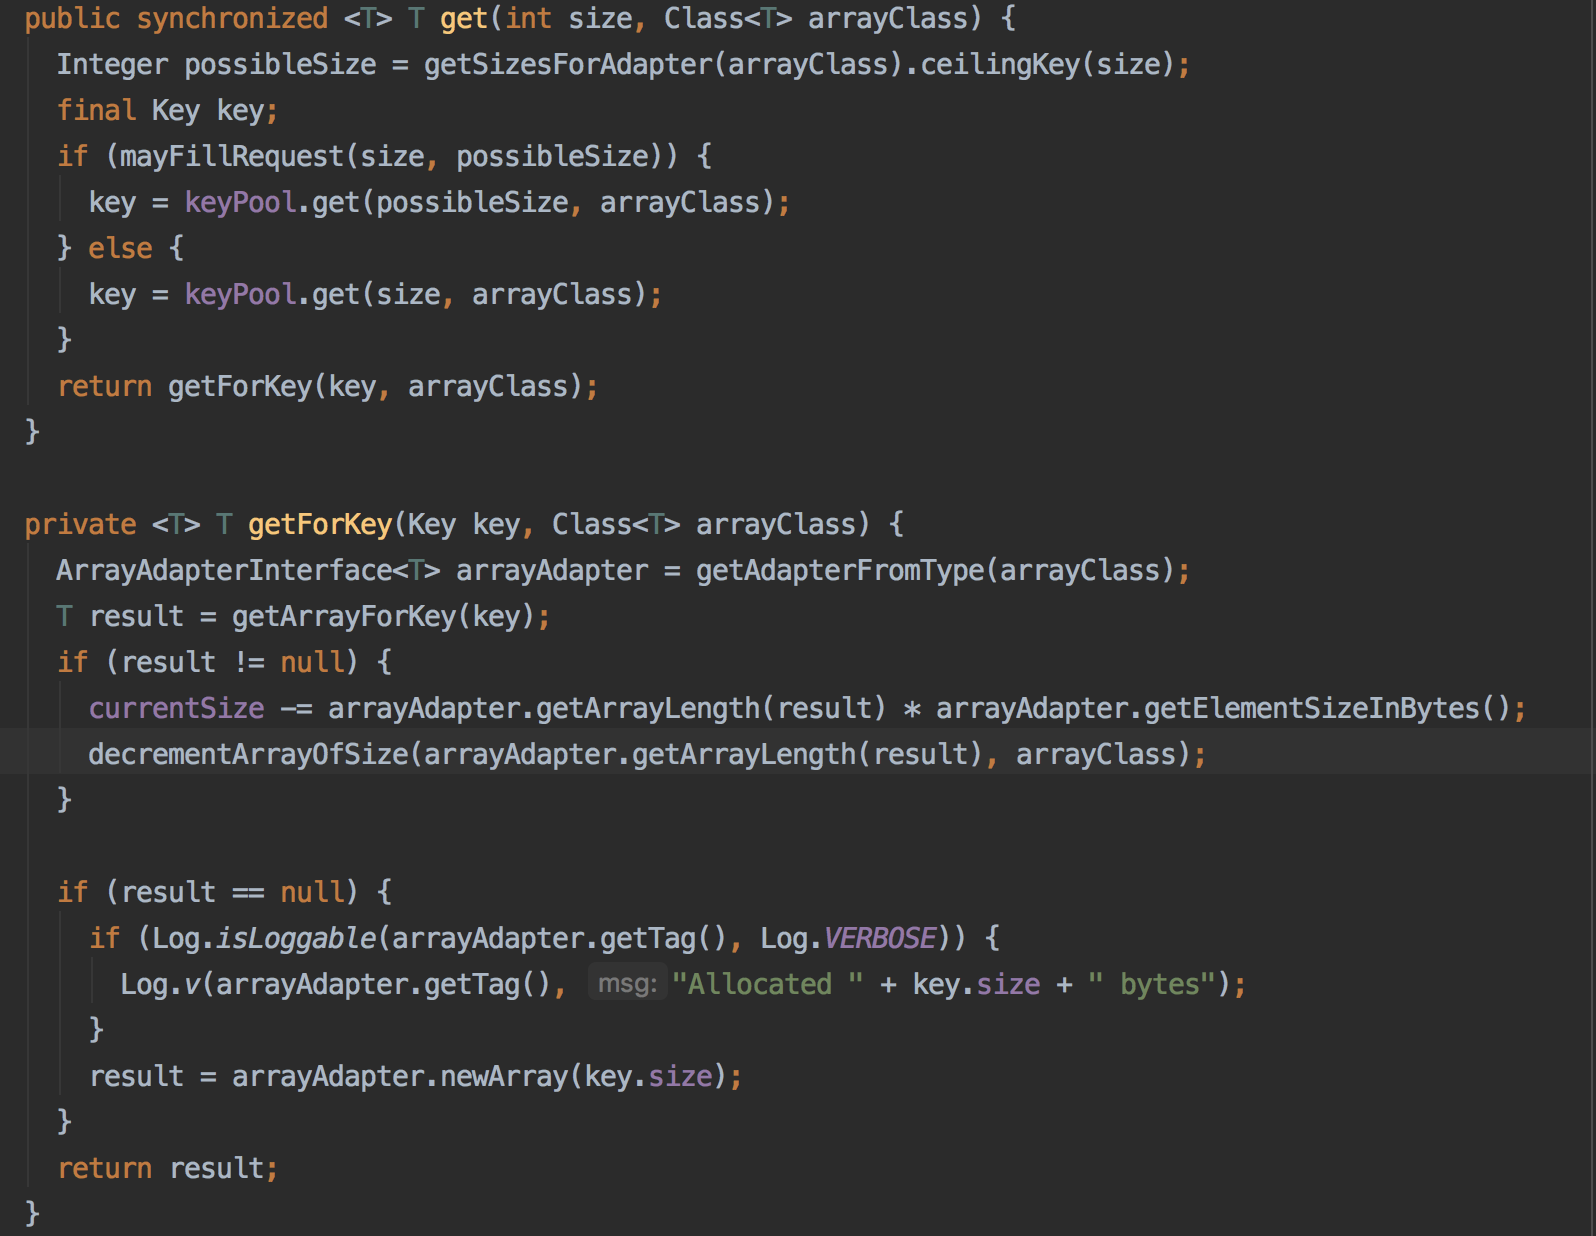 public synchronized <T> T get(int size, Class<T> arrayClass) {
Integer possibleSize = getSizesForAdapter(arrayClass).ceilingKey(size);
final Key key;
if (mayFillRequest(size, possibleSize)) {
key = keyPool.get(possibleSize, arrayClass);
} else {
key = keyPool.get(size, arrayClass);
}
return getForKey(key, arrayClass);
}
private <T> T getForKey(Key key, Class<T> arrayClass) {
ArrayAdapterInterface<T> arrayAdapter = getAdapterFromType(arrayClass);
T result = getArrayForKey(key);
if (result != null) {
currentSize -= arrayAdapter.getArrayLength(result) * arrayAdapter.getElementSizeInBytes();
decrementArrayOfSize(arrayAdapter.getArrayLength(result), arrayClass);
}
if (result == null) {
if (Log.isLoggable(arrayAdapter.getTag(), Log.VERBOSE)) {
Log.v(arrayAdapter.getTag(), msg: "Allocated " + key.size + " bytes");
}
result = arrayAdapter.newArray(key.size);
}
return result;
}